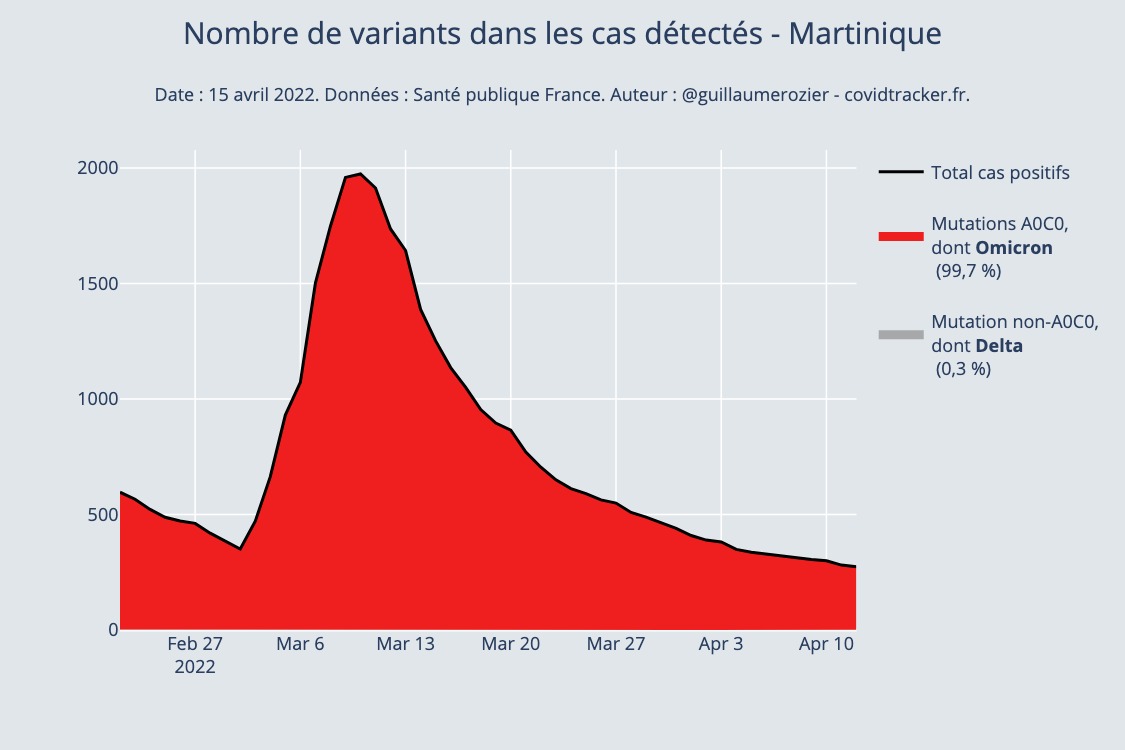 Nombre de variants dans les cas détectés - Martinique
Date : 15 avril 2022. Données : Santé publique France. Auteur : @guillaumerozier - covidtracker.fr.
2000
1500
1000
500
0
Feb 27
2022
Mar 6
Mar 13
Mar 20
Mar 27
Apr 3
Apr 10
Total cas positifs
Mutations A0C0,
dont Omicron
(99,7 %)
Mutation non-A0C0,
dont Delta
(0,3 %)